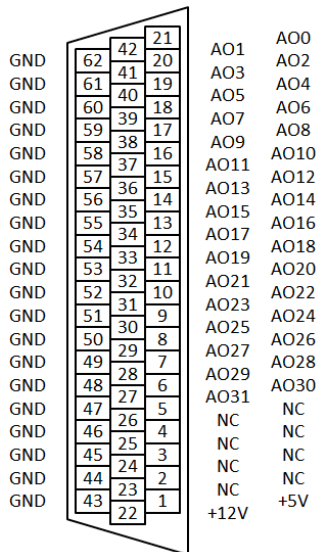 21 AO0
42 AO1
GND 62 20 AO2
41 AO3
GND 61 19 AO4
40 AO5
GND 60 18 AO6
39 AO7
GND 59 17 AO8
38 AO9
GND 58 16 AO10
37 AO11
GND 57 15 AO12
36 AO13
GND 56 14 AO14
35 AO15
GND 55 13 AO16
34 AO17
GND 54 12 AO18
33 AO19
GND 53 11 AO20
32 AO21
GND 52 10 AO22
31 AO23
GND 51 9 AO24
30 AO25
GND 50 8 AO26
29 AO27
GND 49 7 AO28
28 AO29
GND 48 6 AO30
27 AO31
GND 47 5 NC
26 NC
GND 46 4 NC
25 NC
GND 45 3 NC
24 NC
GND 44 2 NC
23 NC
GND 43 1 +5V
22 +12V